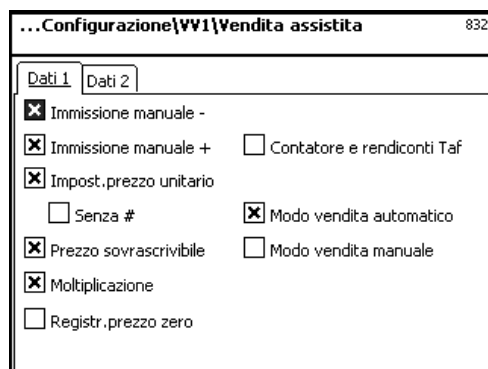 ...Configurazione\VV1\Vendita assistita 832
Dati 1 Dati 2
Immissione manuale -
Immissione manuale + Contatore e rendiconti Taf
Impost.prezzo unitario
Senza # Modo vendita automatico
Prezzo sovrascrivibile Modo vendita manuale
Moltiplicazione
Registr.prezzo zero